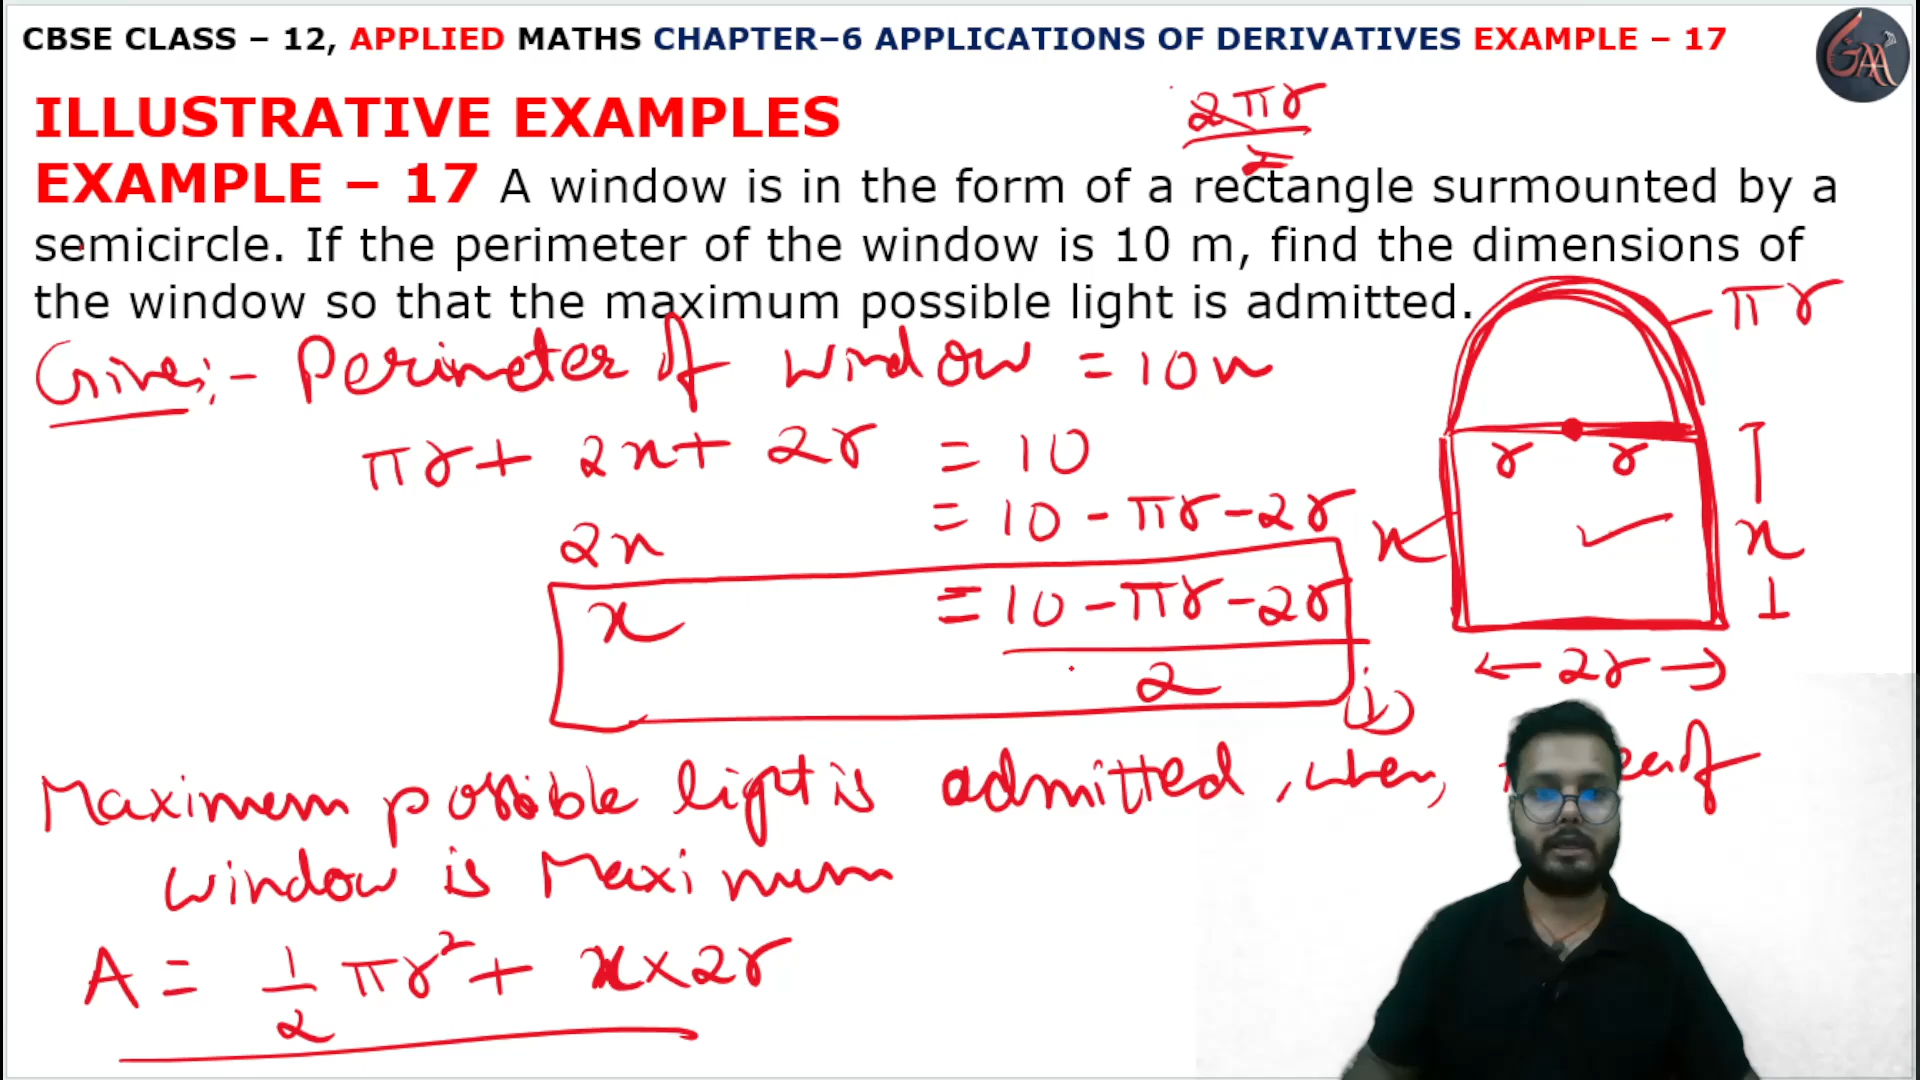 CBSE CLASS – 12, APPLIED MATHS CHAPTER–6 APPLICATIONS OF DERIVATIVES EXAMPLE – 17
ILLUSTRATIVE EXAMPLES
2πr
2
EXAMPLE – 17 A window is in the form of a rectangle surmounted by a
semicircle. If the perimeter of the window is 10 m, find the dimensions of
the window so that the maximum possible light is admitted.
πr
Given:- Perimeter of window = 10m
πr + 2x + 2r = 10
r r
2x = 10 - πr - 2r
x x
x = 10 - πr - 2r
2
(i)
← 2r →
Maximum possible light is admitted, when, of
window is Maximum
A = 1/2 πr² + x × 2r